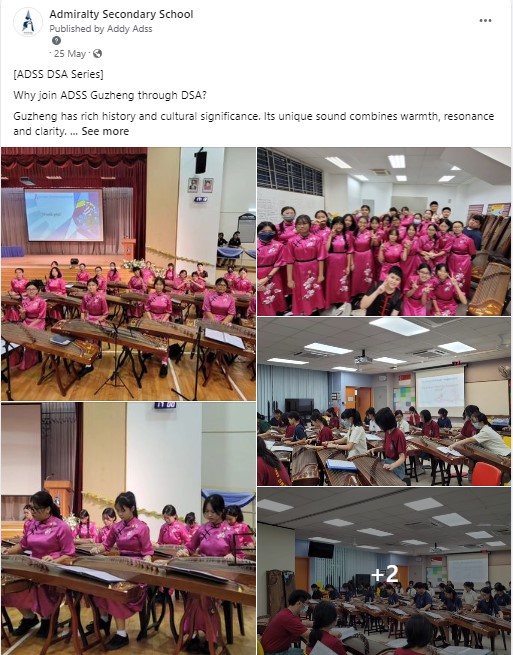 Admiralty Secondary School
Published by Addy Adss
· 25 May ·
[ADSS DSA Series]
Why join ADSS Guzheng through DSA?
Guzheng has rich history and cultural significance. Its unique sound combines warmth, resonance
and clarity. ... See more
+2